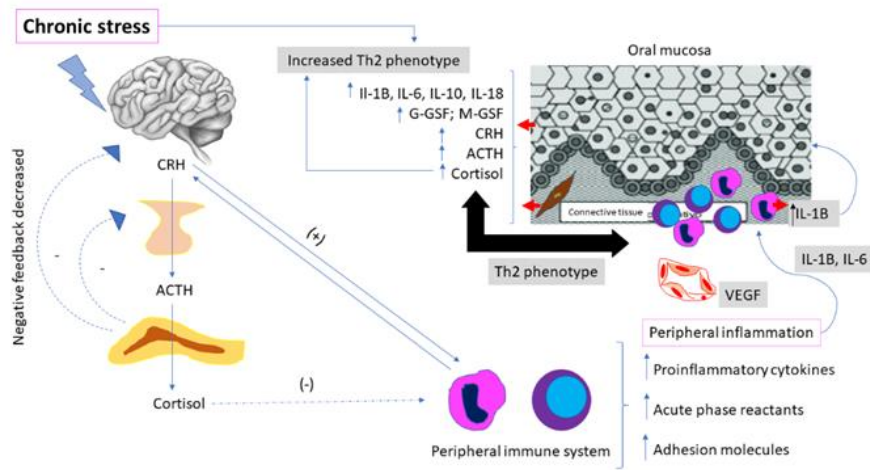 Chronic stress
Increased Th2 phenotype
Oral mucosa
Il-1B, IL-6, IL-10, IL-18
G-GSF; M-GSF
CRH
ACTH
Cortisol
CRH
Connective tissue
IL-1B
Negative feedback decreased
-
-
(+)
Th2 phenotype
IL-1B, IL-6
VEGF
ACTH
Peripheral inflammation
Proinflammatory cytokines
Cortisol
(-)
Acute phase reactants
Peripheral immune system
Adhesion molecules